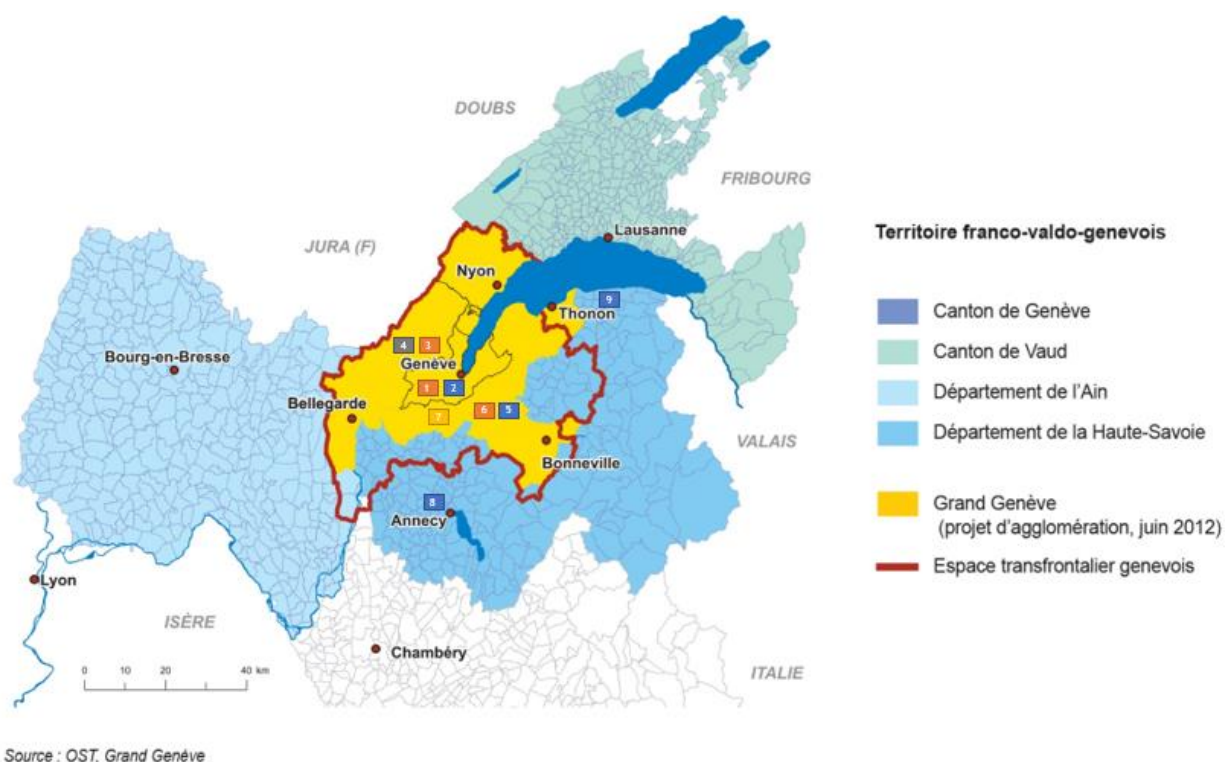 DOUBS
FRIBOURG
Lausanne
JURA (F)
Nyon
9
Thonon
Bourg-en-Bresse
4 3
Genève
1 2
Bellegarde
7 6 5
VALAIS
Bonneville
8
Annecy
Lyon
ISÈRE
Chambéry
ITALIE
0 10 20 40 km
Territoire franco-valdo-genevois
Canton de Genève
Canton de Vaud
Département de l'Ain
Département de la Haute-Savoie
Grand Genève
(projet d'agglomération, juin 2012)
Espace transfrontalier genevois
Source : OST, Grand Genève